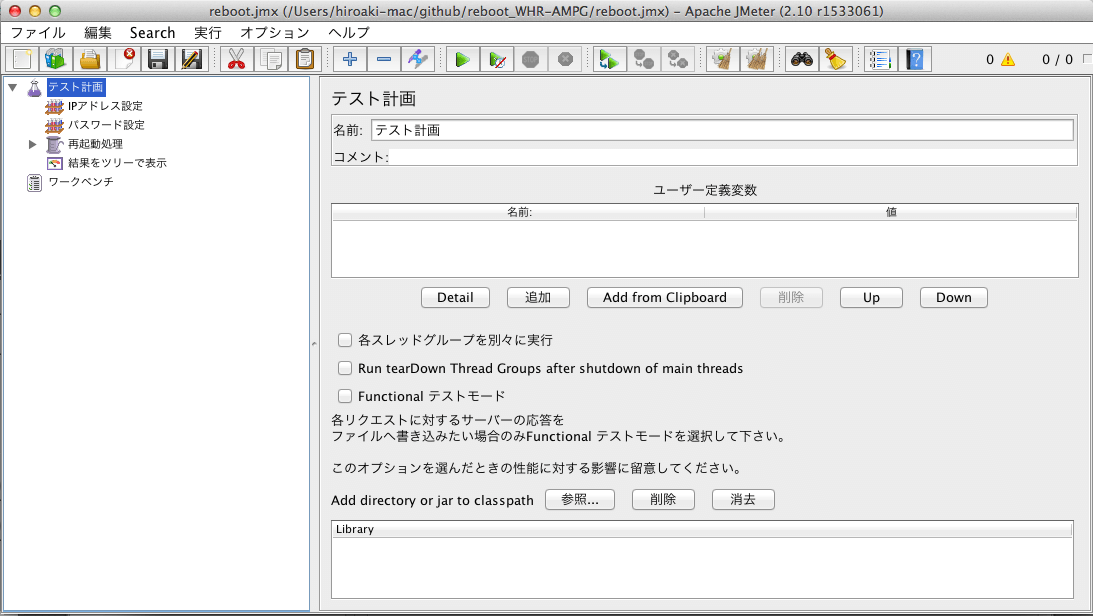 reboot.jmx (/Users/hiroaki-mac/github/reboot_WHR-AMPG/reboot.jmx) - Apache JMeter (2.10 r1533061)
ファイル 編集 Search 実行 オプション ヘルプ
0 0 / 0
テスト計画
IPアドレス設定
パスワード設定
再起動処理
結果をツリーで表示
ワークベンチ
テスト計画
名前: テスト計画
コメント:
ユーザー定義変数
名前: 値
Detail 追加 Add from Clipboard 削除 Up Down
各スレッドグループを別々に実行
Run tearDown Thread Groups after shutdown of main threads
Functional テストモード
各リクエストに対するサーバーの応答を
ファイルへ書き込みたい場合のみFunctional テストモードを選択して下さい。
このオプションを選んだときの性能に対する影響に留意してください。
Add directory or jar to classpath 参照... 削除 消去
Library